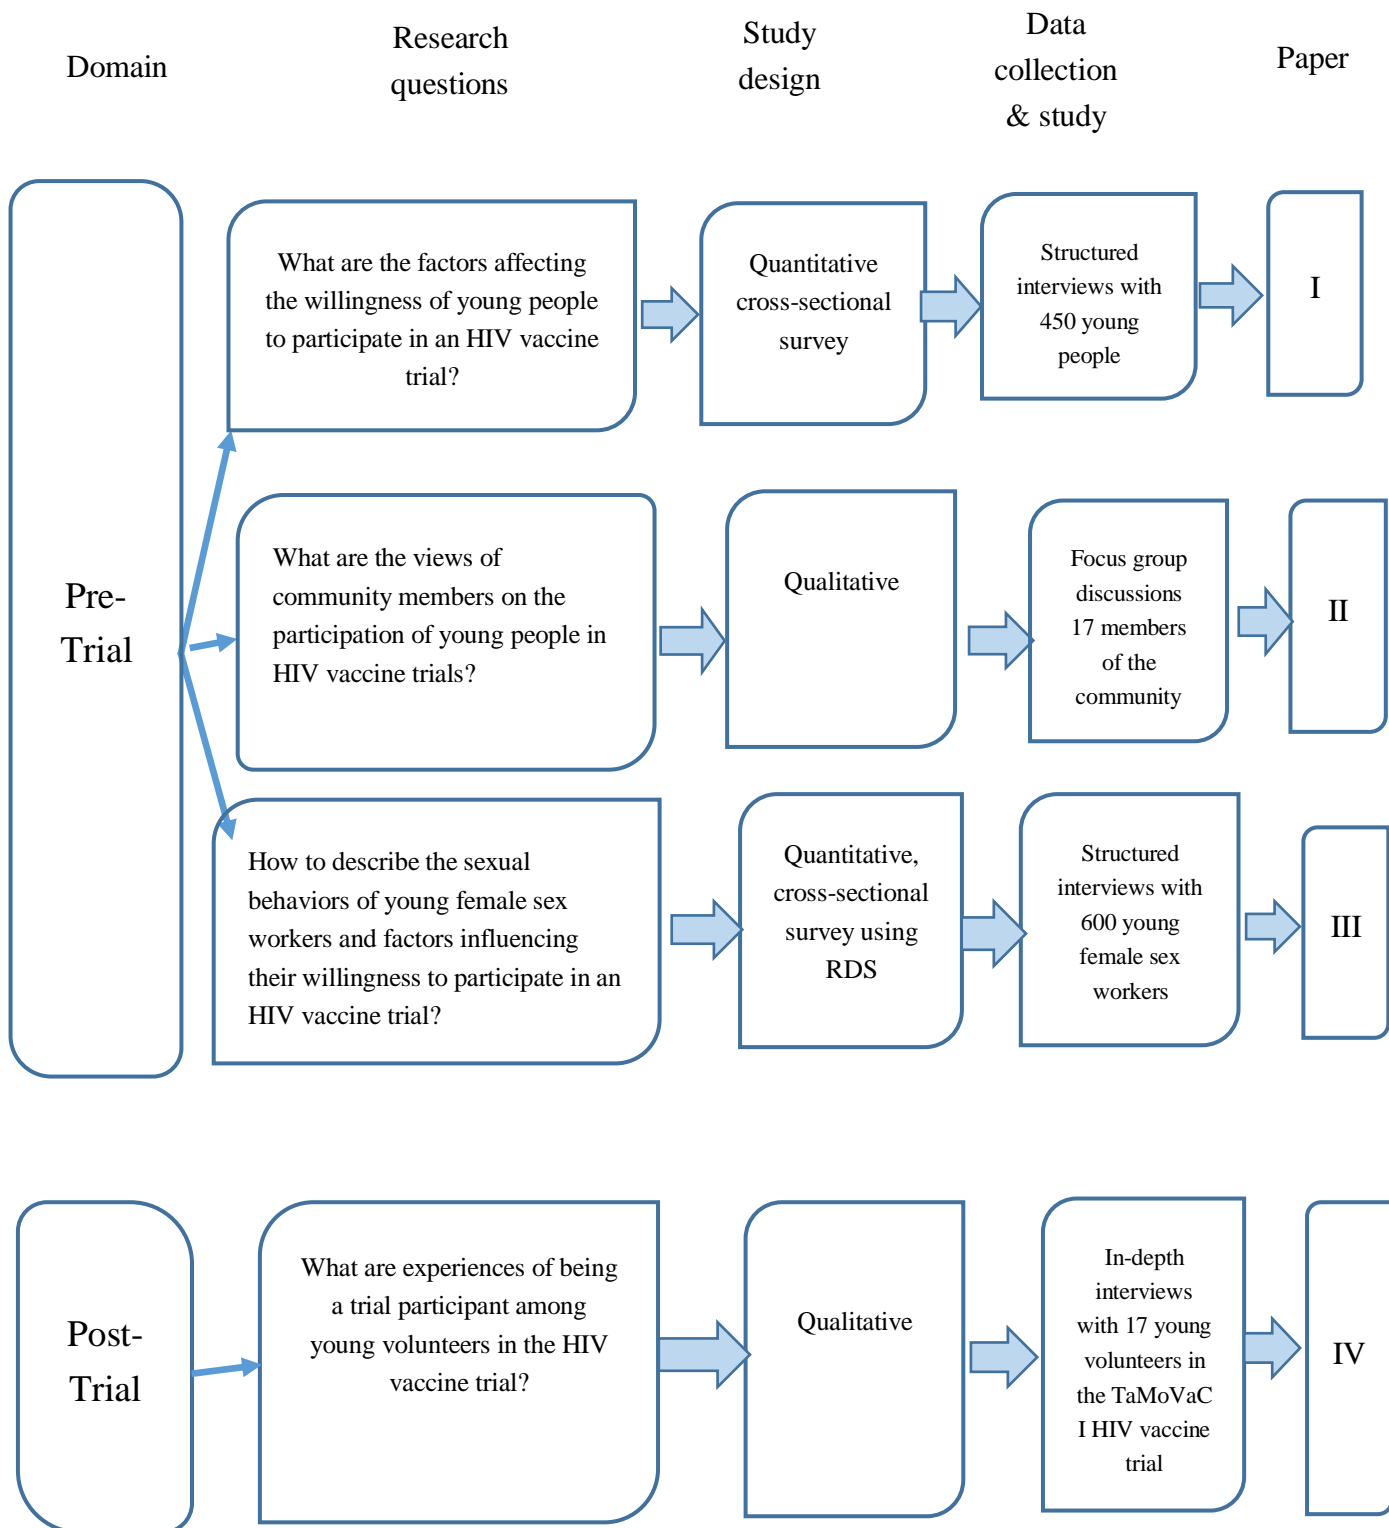 Domain
Research
questions
Study
design
Data
collection
& study
Paper
Pre-
Trial
What are the factors affecting
the willingness of young people
to participate in an HIV vaccine
trial?
Quantitative
cross-sectional
survey
Structured
interviews with
450 young
people
I
What are the views of
community members on the
participation of young people in
HIV vaccine trials?
Qualitative
Focus group
discussions
17 members
of the
community
II
How to describe the sexual
behaviors of young female sex
workers and factors influencing
their willingness to participate in an
HIV vaccine trial?
Quantitative,
cross-sectional
survey using
RDS
Structured
interviews with
600 young
female sex
workers
III
Post-
Trial
What are experiences of being
a trial participant among
young volunteers in the HIV
vaccine trial?
Qualitative
In-depth
interviews
with 17 young
volunteers in
the TaMoVaC
I HIV vaccine
trial
IV